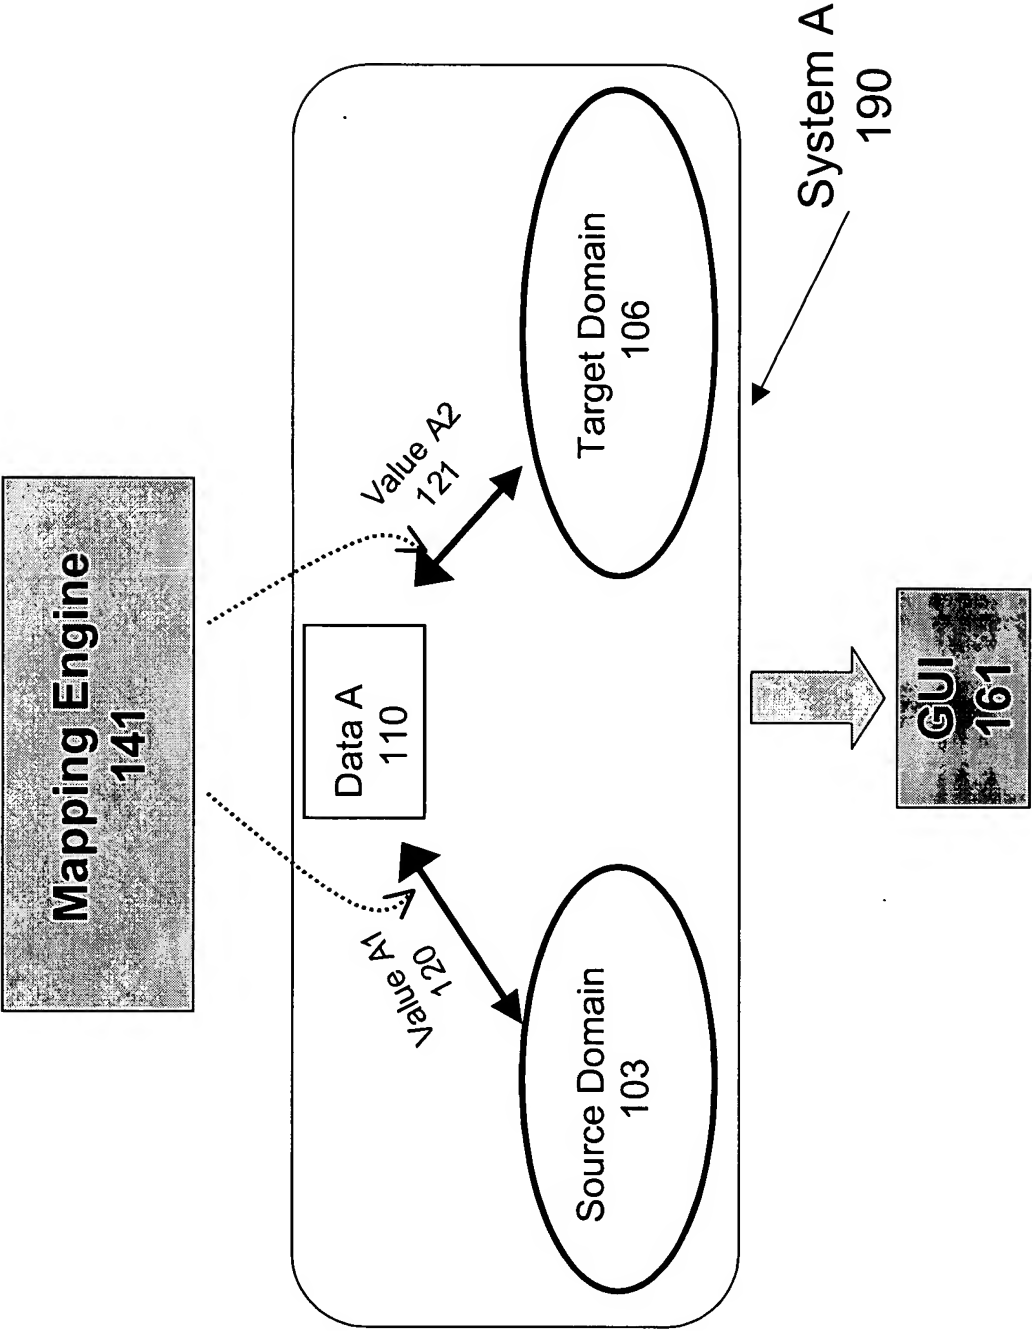 Mapping Engine
141
Data A
110
Value A1
120
Value A2
121
Source Domain
103
Target Domain
106
System A
190
GUI
161